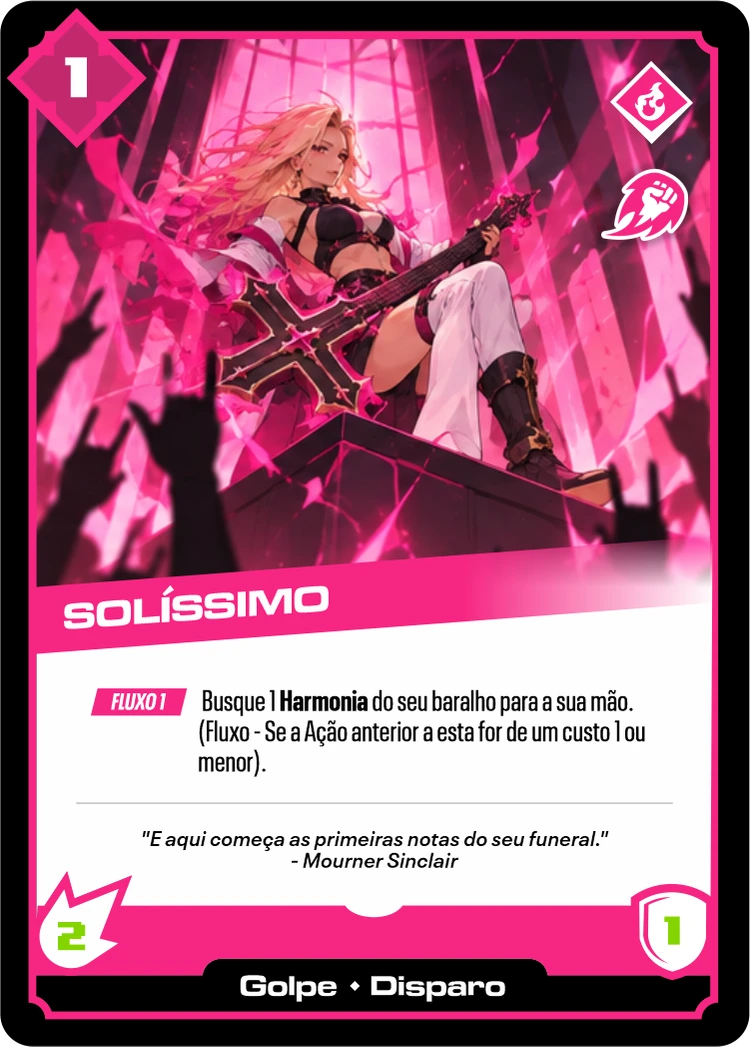 1
SOLÍSSIMO
FLUXO 1 Busque 1 Harmonia do seu baralho para a sua mão.
(Fluxo - Se a Ação anterior a esta for de um custo 1 ou
menor).
"E aqui começa as primeiras notas do seu funeral."
- Mourner Sinclair
2
1
Golpe • Disparo